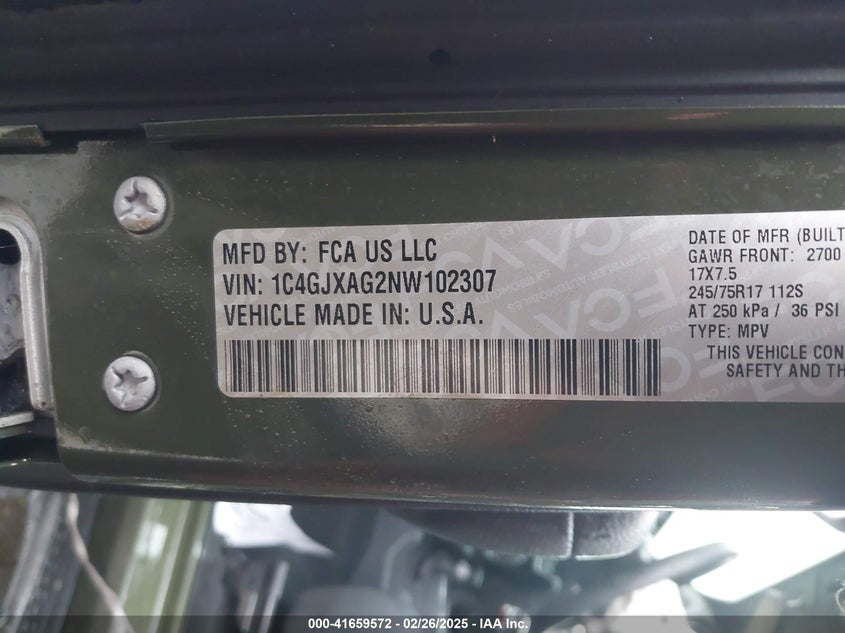 MFD BY: FCA US LLC
VIN: 1C4GJXAG2NW102307
VEHICLE MADE IN: U.S.A.
DATE OF MFR (BUILT
GAWR FRONT: 2700
17X7.5
245/75R17 112S
AT 250 kPa / 36 PSI
TYPE: MPV
THIS VEHICLE CON
SAFETY AND TH
000-41659572 / 02/26/2025 - IAA Inc.